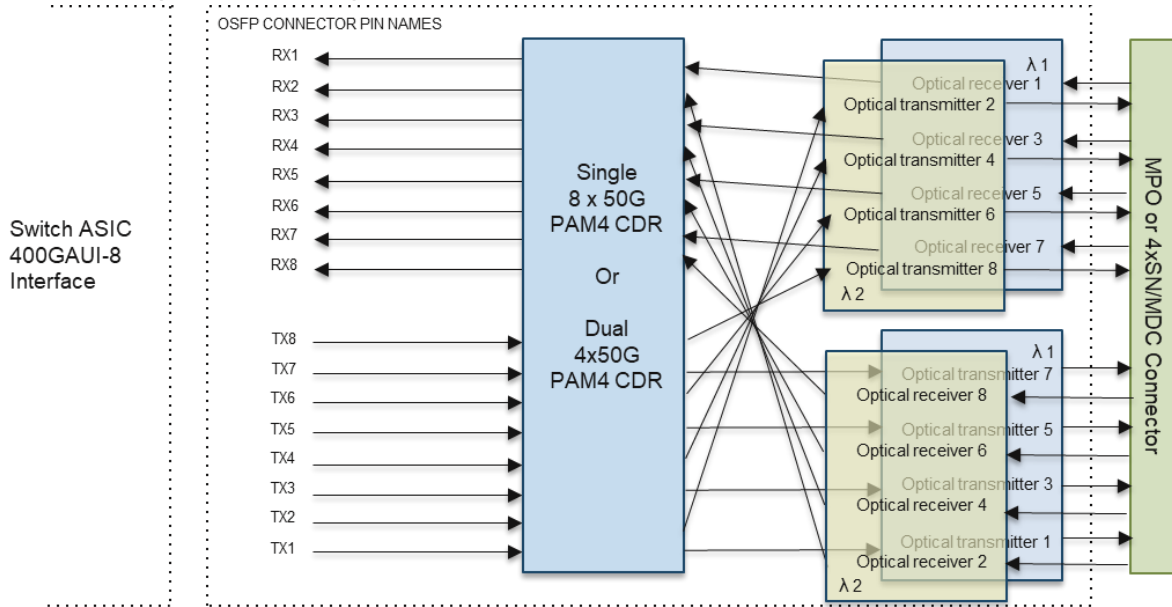 OSFP CONNECTOR PIN NAMES
RX1
RX2
RX3
RX4
RX5
RX6
RX7
RX8
TX8
TX7
TX6
TX5
TX4
TX3
TX2
TX1
Switch ASIC
400GAUI-8
Interface
Single
8 x 50G
PAM4 CDR
Or
Dual
4x50G
PAM4 CDR
λ 1
Optical receiver 1
Optical transmitter 2
Optical receiver 3
Optical transmitter 4
Optical receiver 5
Optical transmitter 6
Optical receiver 7
Optical transmitter 8
λ 2
λ 1
Optical transmitter 7
Optical receiver 8
Optical transmitter 5
Optical receiver 6
Optical transmitter 3
Optical receiver 4
Optical transmitter 1
Optical receiver 2
λ 2
MPO or 4xSN/MDC Connector